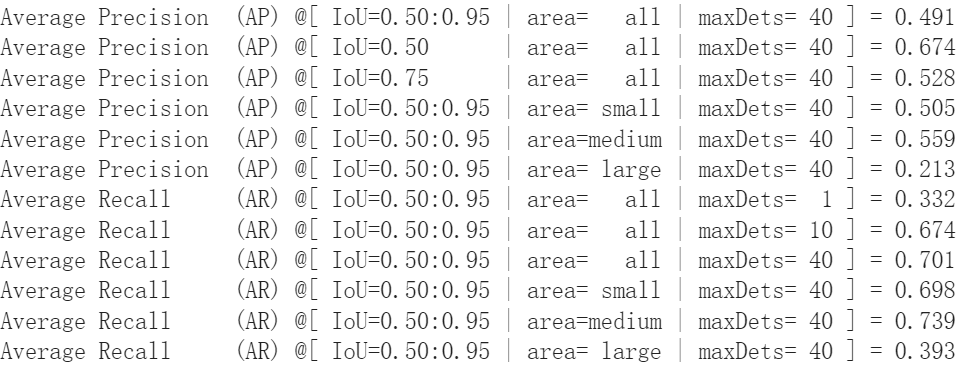 Average Precision  (AP) @[ IoU=0.50:0.95 | area=   all | maxDets= 40 ] = 0.491
Average Precision  (AP) @[ IoU=0.50      | area=   all | maxDets= 40 ] = 0.674
Average Precision  (AP) @[ IoU=0.75      | area=   all | maxDets= 40 ] = 0.528
Average Precision  (AP) @[ IoU=0.50:0.95 | area= small | maxDets= 40 ] = 0.505
Average Precision  (AP) @[ IoU=0.50:0.95 | area=medium | maxDets= 40 ] = 0.559
Average Precision  (AP) @[ IoU=0.50:0.95 | area= large | maxDets= 40 ] = 0.213
Average Recall     (AR) @[ IoU=0.50:0.95 | area=   all | maxDets=  1 ] = 0.332
Average Recall     (AR) @[ IoU=0.50:0.95 | area=   all | maxDets= 10 ] = 0.674
Average Recall     (AR) @[ IoU=0.50:0.95 | area=   all | maxDets= 40 ] = 0.701
Average Recall     (AR) @[ IoU=0.50:0.95 | area= small | maxDets= 40 ] = 0.698
Average Recall     (AR) @[ IoU=0.50:0.95 | area=medium | maxDets= 40 ] = 0.739
Average Recall     (AR) @[ IoU=0.50:0.95 | area= large | maxDets= 40 ] = 0.393